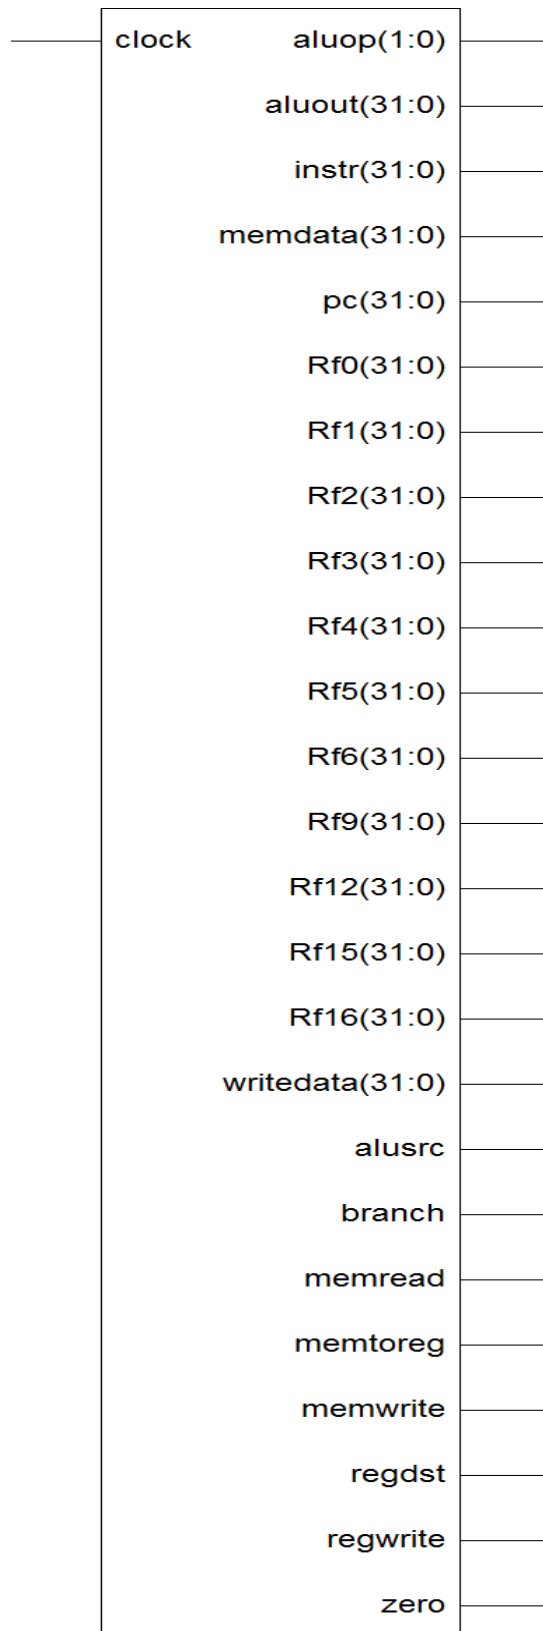 clock aluop(1:0)
aluout(31:0)
instr(31:0)
memdata(31:0)
pc(31:0)
Rf0(31:0)
Rf1(31:0)
Rf2(31:0)
Rf3(31:0)
Rf4(31:0)
Rf5(31:0)
Rf6(31:0)
Rf9(31:0)
Rf12(31:0)
Rf15(31:0)
Rf16(31:0)
writedata(31:0)
alusrc
branch
memread
memtoreg
memwrite
regdst
regwrite
zero